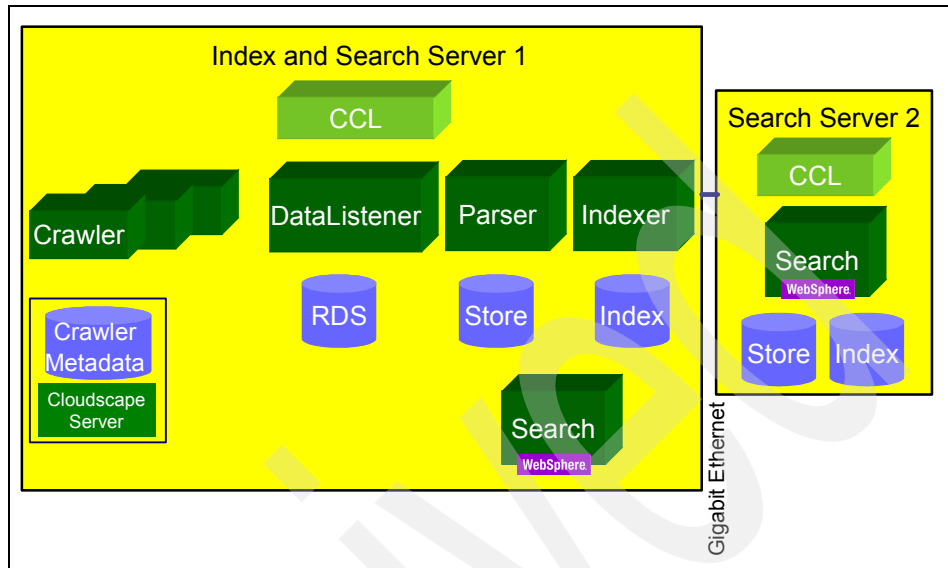 Index and Search Server 1
CCL
Crawler
DataListener
Parser
Indexer
RDS
Store
Index
Crawler
Metadata
Cloudscape
Server
Search
WebSphere.
Gigabit Ethernet
Search Server 2
CCL
Search
WebSphere.
Store
Index